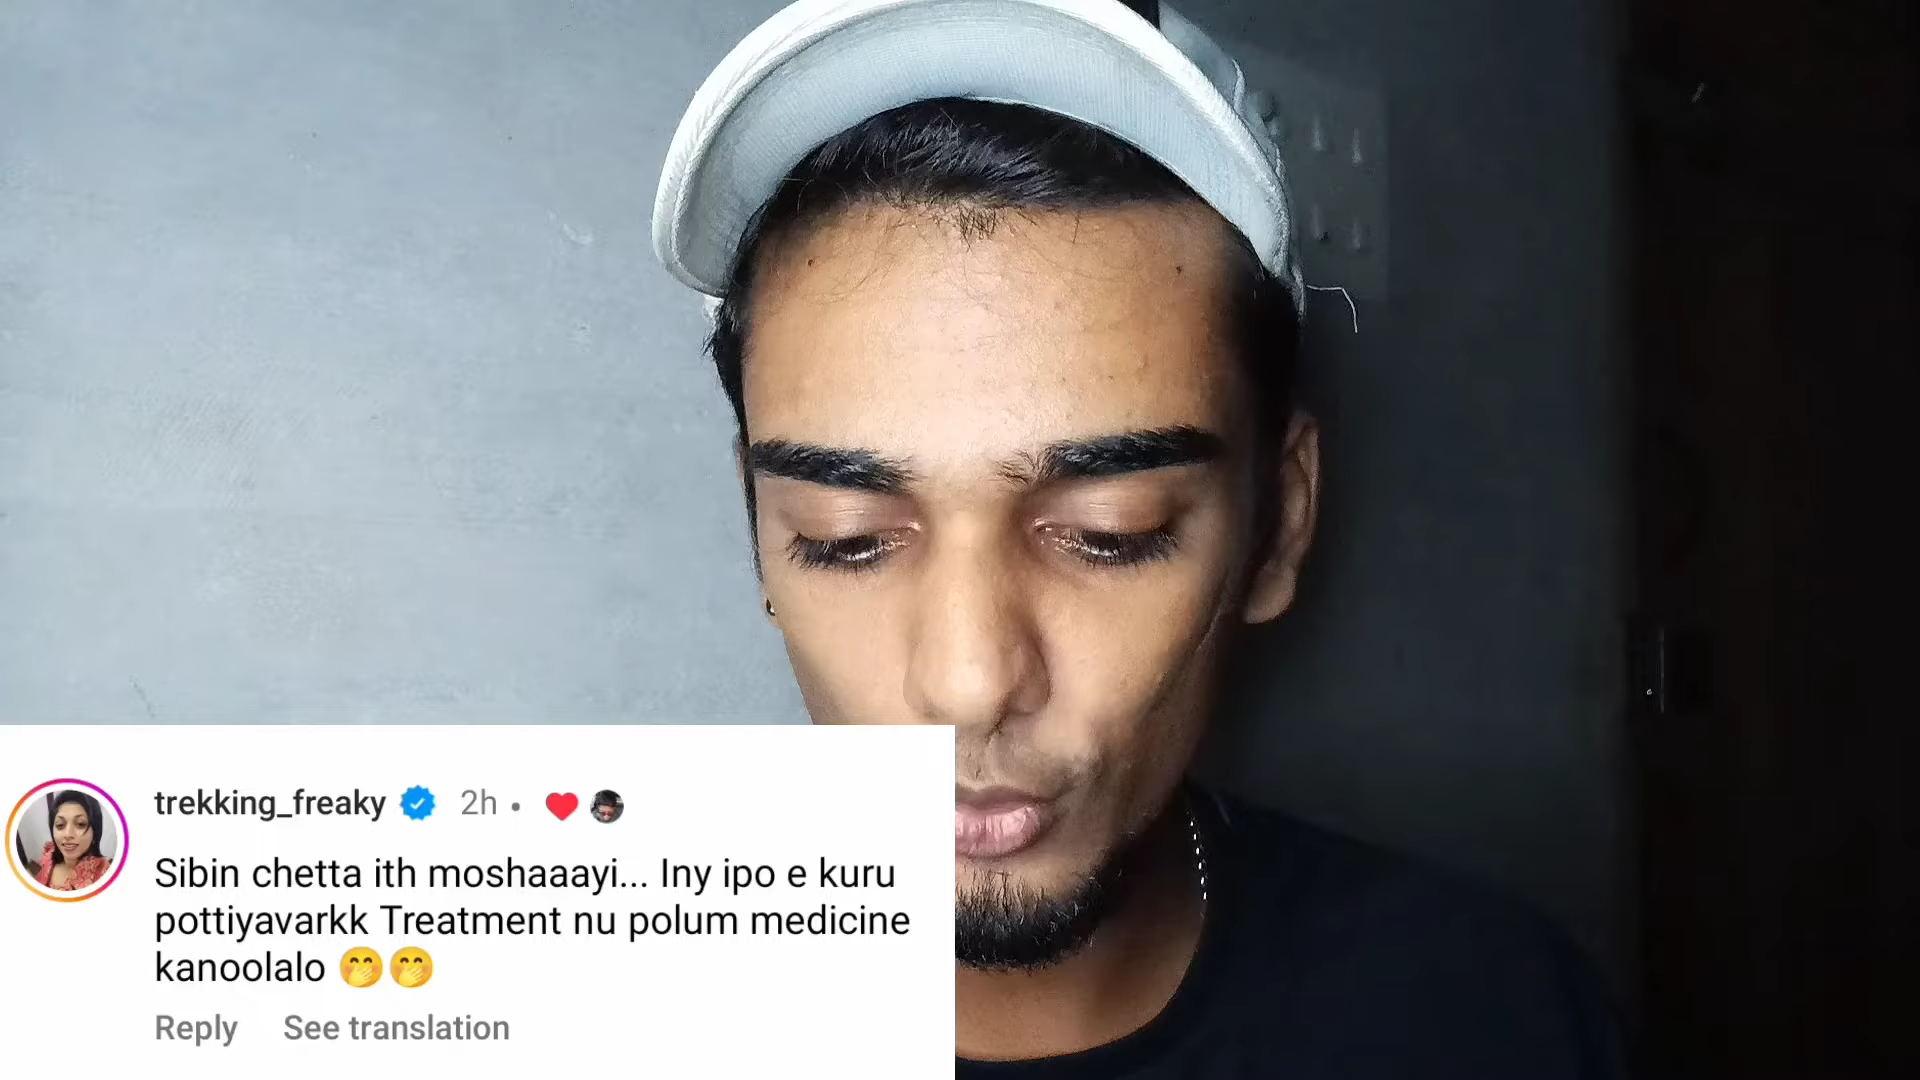 trekking_freaky 2h •
Sibin chetta ith moshaaayi... Iny ipo e kuru
pottiyavarkk Treatment nu polum medicine
kanoolalo 🤭🤭
Reply See translation